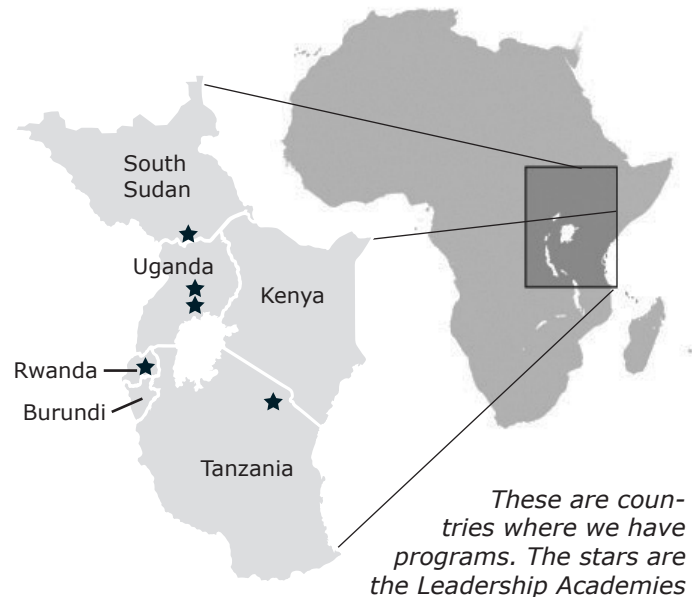 South
Sudan
Uganda
Kenya
Rwanda
Burundi
Tanzania
These are coun-
tries where we have
programs. The stars are
the Leadership Academies